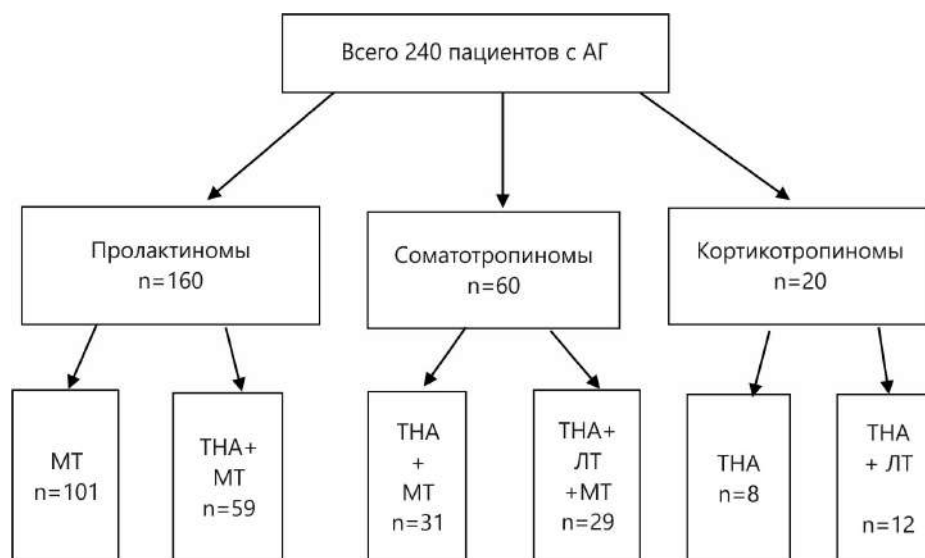 Всего 240 пациентов с АГ
Пролактиномы
n=160
Соматотропиномы
n=60
Кортикотропиномы
n=20
МТ
n=101
ТНА+
МТ
n=59
ТНА
+
МТ
n=31
ТНА+
ЛТ
+МТ
n=29
ТНА
n=8
ТНА
+ ЛТ
n=12